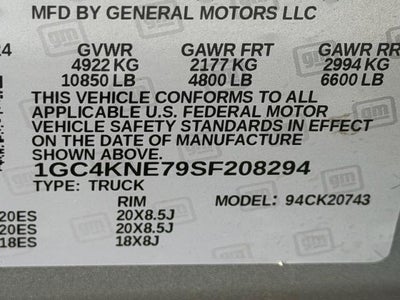 MFD BY GENERAL MOTORS LLC
24 GVWR GAWR FRT GAWR RR
4922 KG 2177 KG 2994 KG
10850 LB 4800 LB 6600 LB
THIS VEHICLE CONFORMS TO ALL
APPLICABLE U.S. FEDERAL MOTOR
VEHICLE SAFETY STANDARDS IN EFFECT
ON THE DATE OF MANUFACTURE
SHOWN ABOVE.
1GC4KNE79SF208294
TYPE: TRUCK
RIM MODEL: 94CK20743
20ES 20X8.5J
20ES 20X8.5J
18ES 18X8J